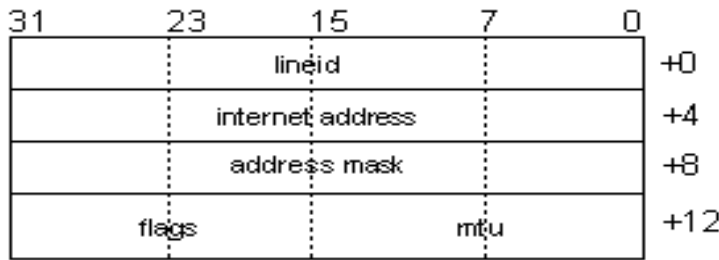 31 23 15 7 0
lineid +0
internet address +4
address mask +8
flags mtu +12